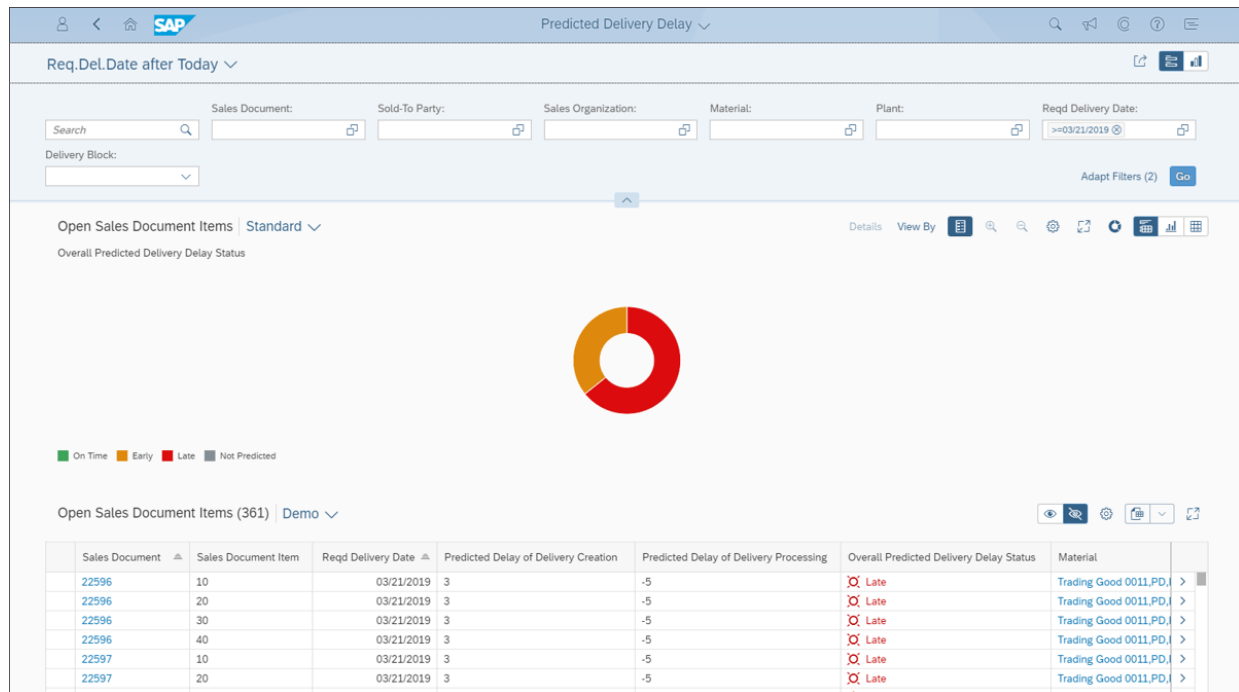 SAP Predicted Delivery Delay
Req.Del.Date after Today
Sales Document: Sold-To Party: Sales Organization: Material: Plant: Reqd Delivery Date:
Search >=03/21/2019
Delivery Block:
Adapt Filters (2) Go
Open Sales Document Items Standard Details View By
Overall Predicted Delivery Delay Status
On Time Early Late Not Predicted
Open Sales Document Items (361) Demo
Sales Document Sales Document Item Reqd Delivery Date Predicted Delay of Delivery Creation Predicted Delay of Delivery Processing Overall Predicted Delivery Delay Status Material
22596 10 03/21/2019 3 -5 Late Trading Good 0011,PD,
22596 20 03/21/2019 3 -5 Late Trading Good 0011,PD,
22596 30 03/21/2019 3 -5 Late Trading Good 0011,PD,
22596 40 03/21/2019 3 -5 Late Trading Good 0011,PD,
22597 10 03/21/2019 3 -5 Late Trading Good 0011,PD,
22597 20 03/21/2019 3 -5 Late Trading Good 0011,PD,